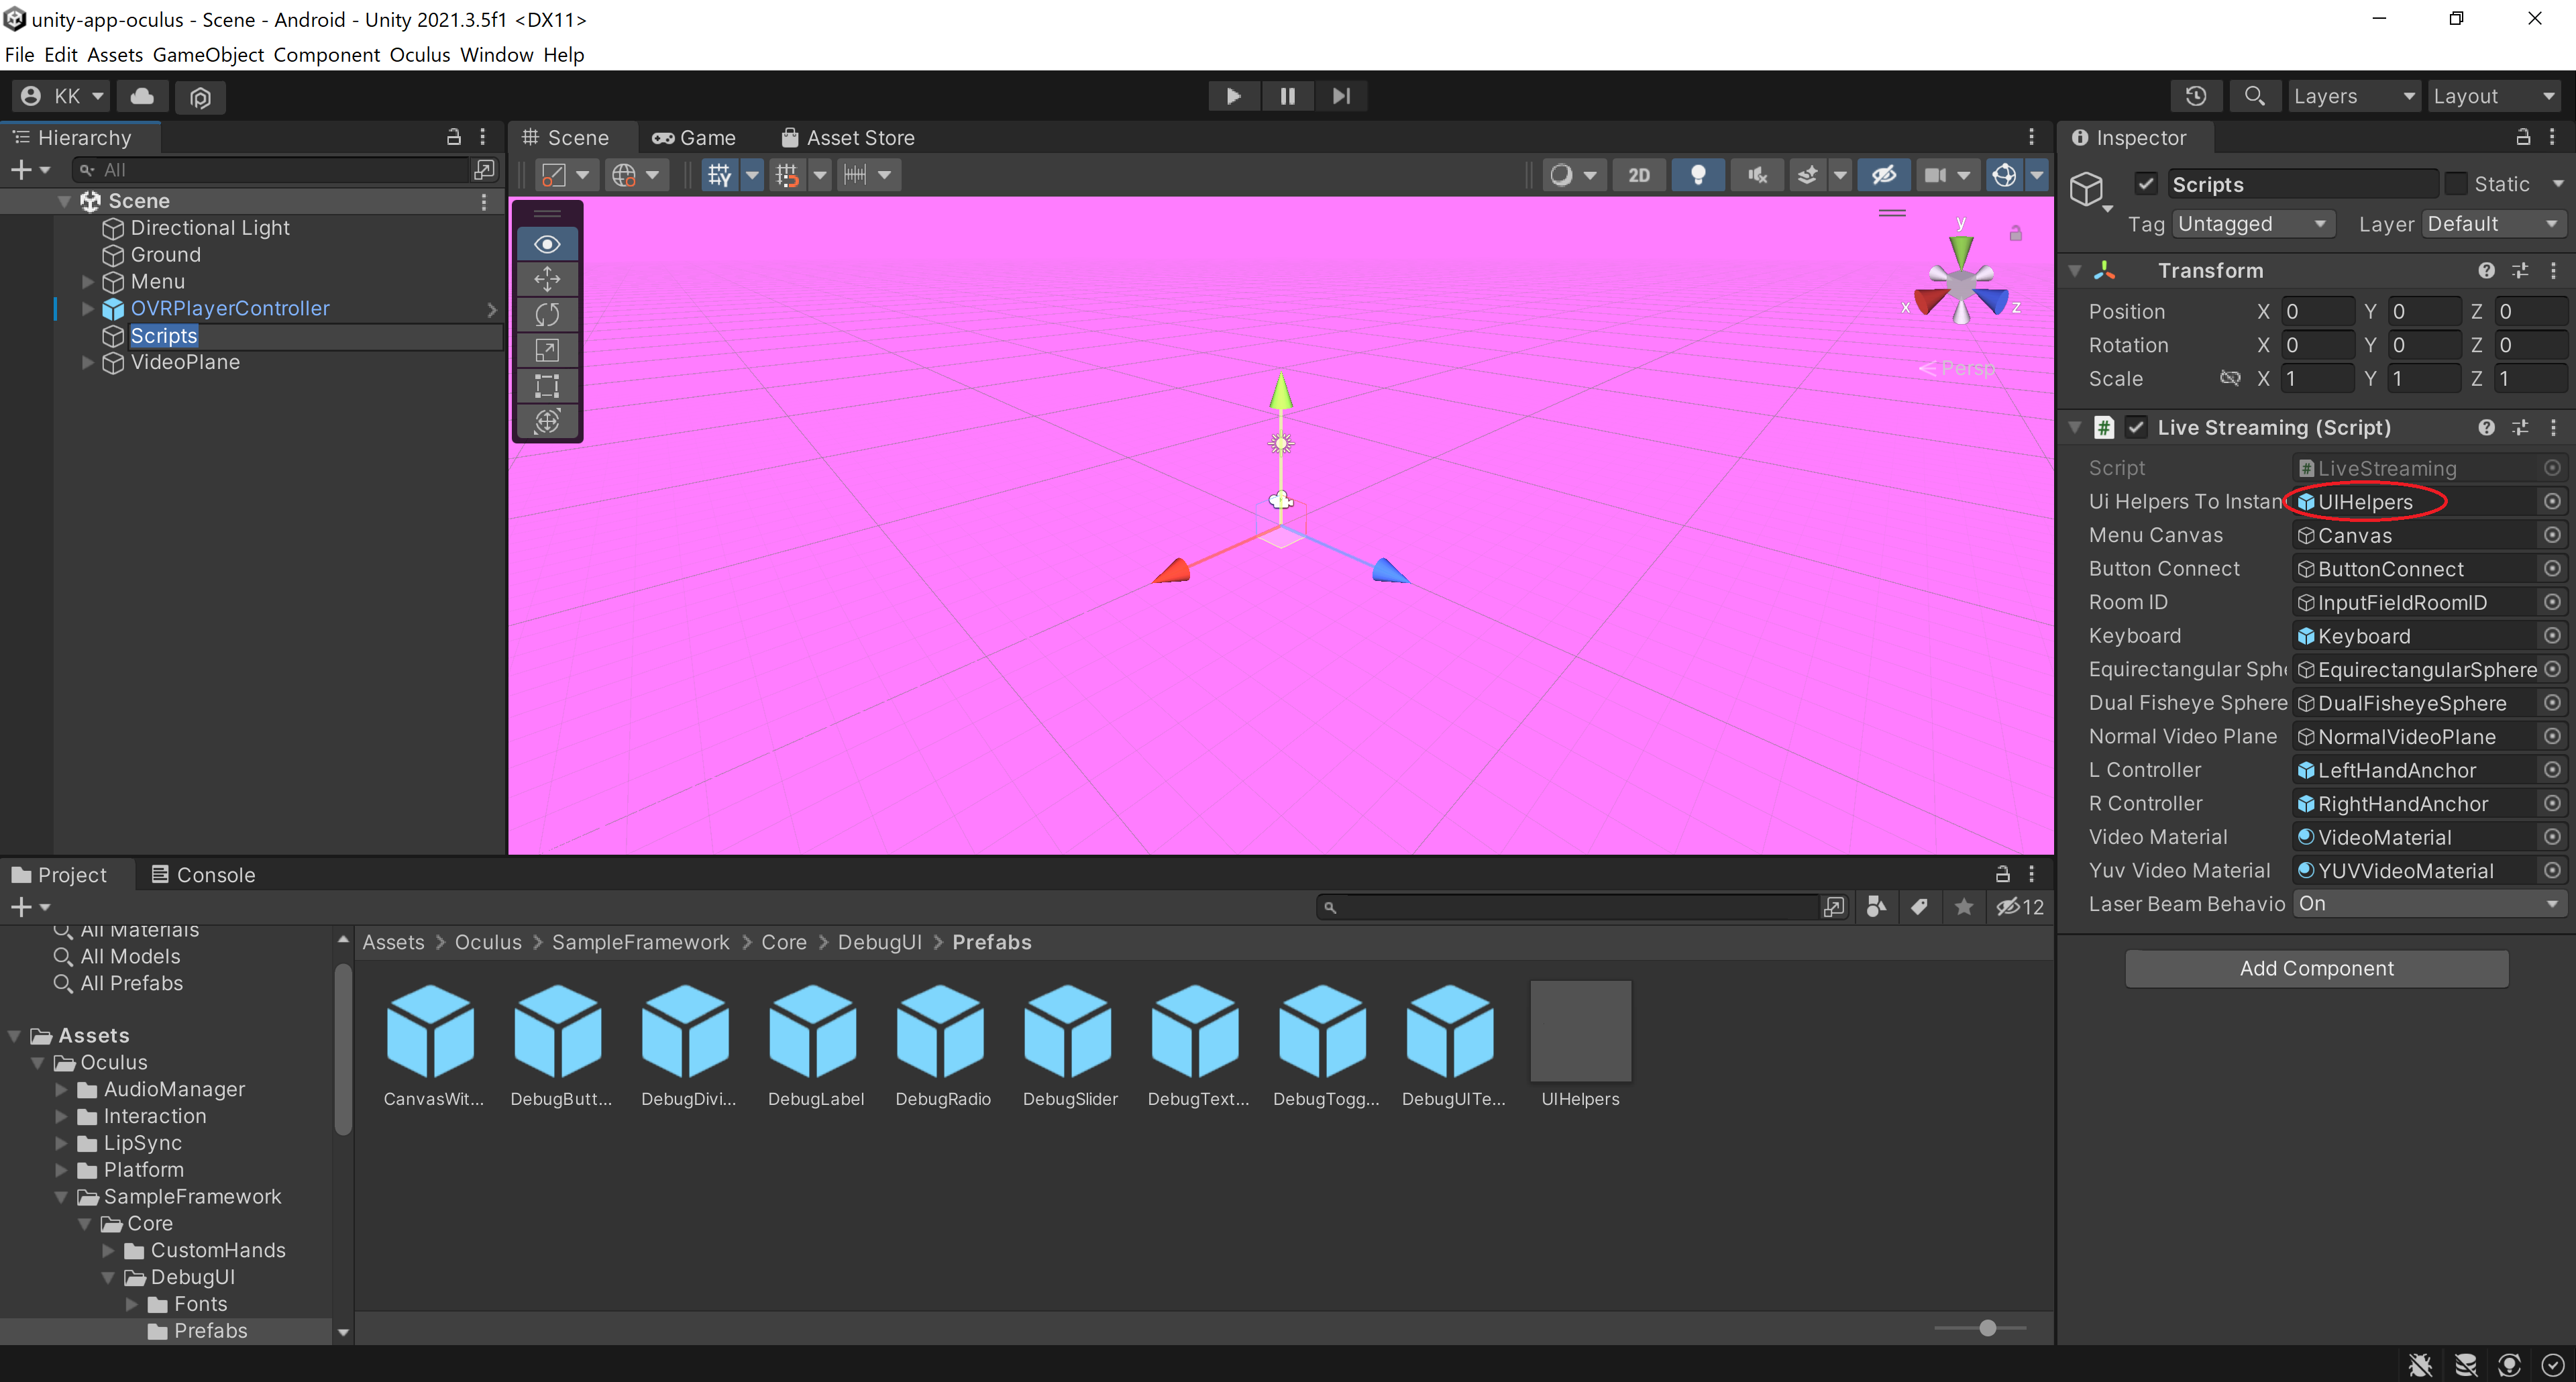 unity-app-oculus - Scene - Android - Unity 2021.3.5f1 <DX11>
File Edit Assets GameObject Component Oculus Window Help
KK
Layers
Layout
Hierarchy
All
Scene
Directional Light
Ground
Menu
OVRPlayerController
Scripts
VideoPlane
Scene
Game
Asset Store
2D
y
x
z
Persp
Inspector
Scripts
Static
Tag Untagged
Layer Default
Transform
Position X 0 Y 0 Z 0
Rotation X 0 Y 0 Z 0
Scale X 1 Y 1 Z 1
# Live Streaming (Script)
Script LiveStreaming
Ui Helpers To Instan UIHelpers
Menu Canvas Canvas
Button Connect ButtonConnect
Room ID InputFieldRoomID
Keyboard Keyboard
Equirectangular Sph EquirectangularSphere
Dual Fisheye Sphere DualFisheyeSphere
Normal Video Plane NormalVideoPlane
L Controller LeftHandAnchor
R Controller RightHandAnchor
Video Material VideoMaterial
Yuv Video Material YUVVideoMaterial
Laser Beam Behavio On
Add Component
Project
Console
12
All Materials
All Models
All Prefabs
Assets
Oculus
AudioManager
Interaction
LipSync
Platform
SampleFramework
Core
CustomHands
DebugUI
Fonts
Prefabs
Assets > Oculus > SampleFramework > Core > DebugUI > Prefabs
CanvasWit... DebugButt... DebugDivi... DebugLabel DebugRadio DebugSlider DebugText... DebugTogg... DebugUITe... UIHelpers